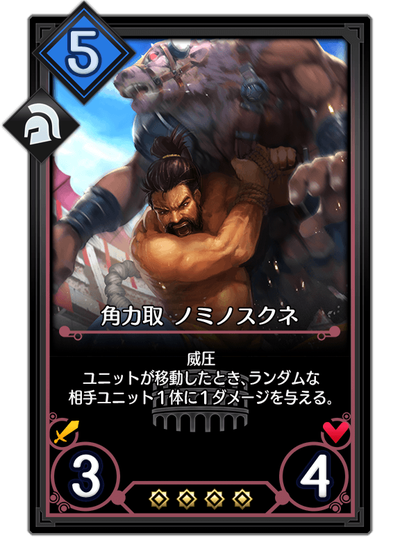 5
角力取 ノミノスクネ
威圧
ユニットが移動したとき、ランダムな
相手ユニット1体に1ダメージを与える。
3
4